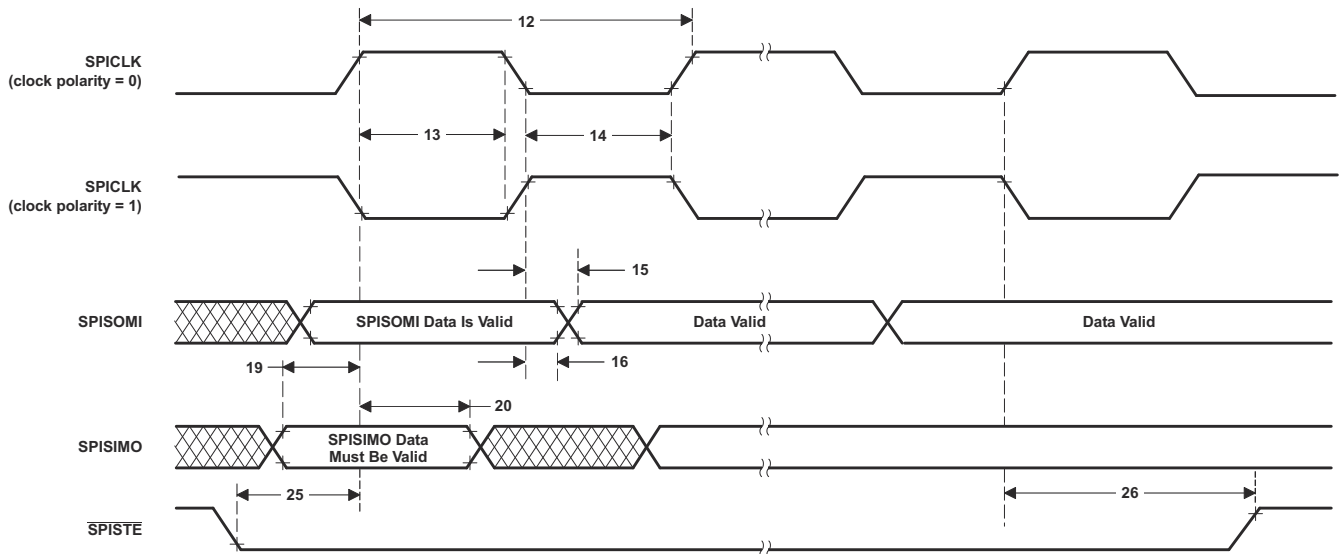 12
SPICLK
(clock polarity = 0)
13
14
SPICLK
(clock polarity = 1)
15
SPISOMI
SPISOMI Data Is Valid
Data Valid
Data Valid
16
19
20
SPISIMO
SPISIMO Data
Must Be Valid
25
26
SPISTE